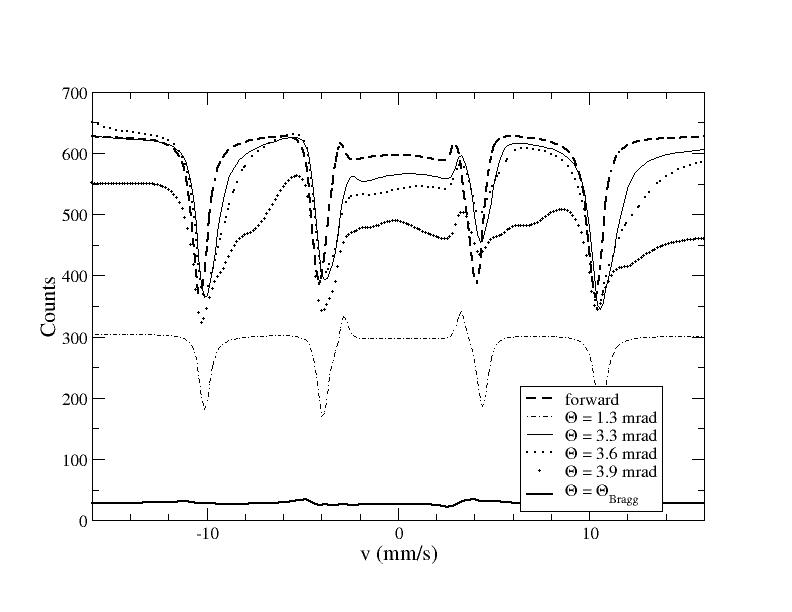 700
600
500
400
300
200
100
0
Counts
-10
0
10
v (mm/s)
forward
Θ = 1.3 mrad
Θ = 3.3 mrad
Θ = 3.6 mrad
Θ = 3.9 mrad
Θ = Θ_Bragg